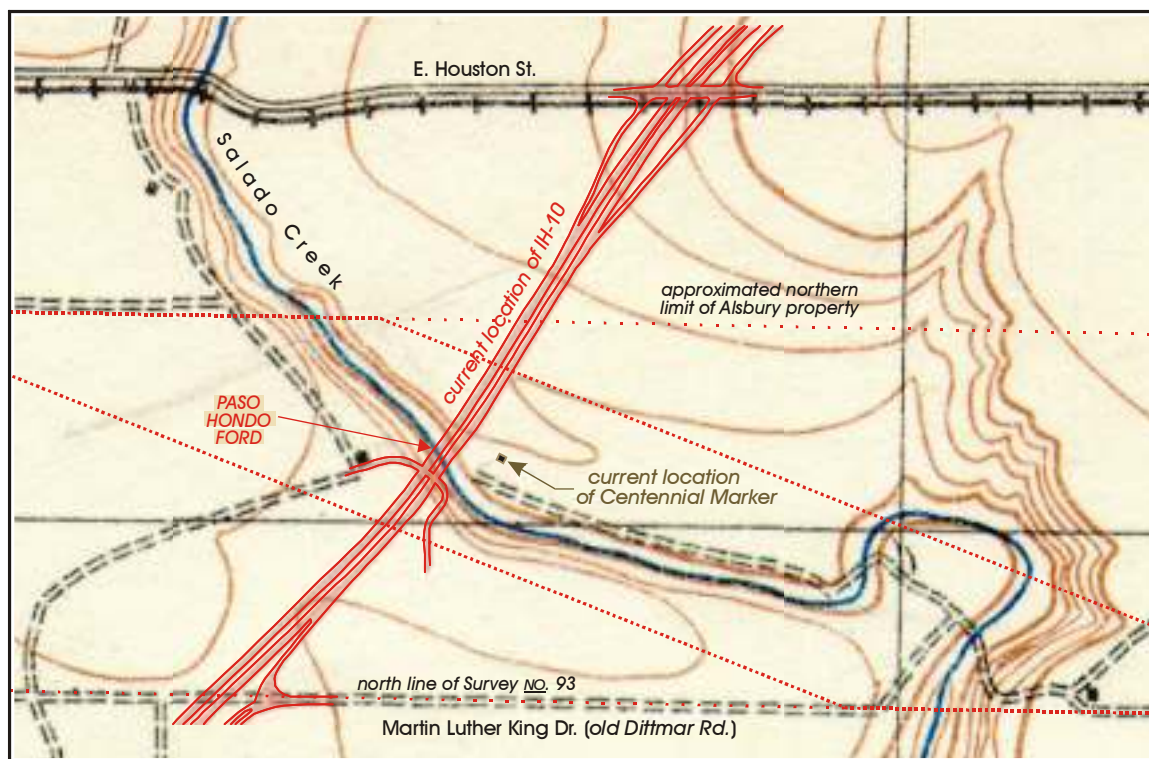 E. Houston St.
Salado Creek
current location of IH-10
approximated northern
limit of Alsbury property
PASO
HONDO
FORD
current location
of Centennial Marker
north line of Survey NO. 93
Martin Luther King Dr. (old Dittmar Rd.)